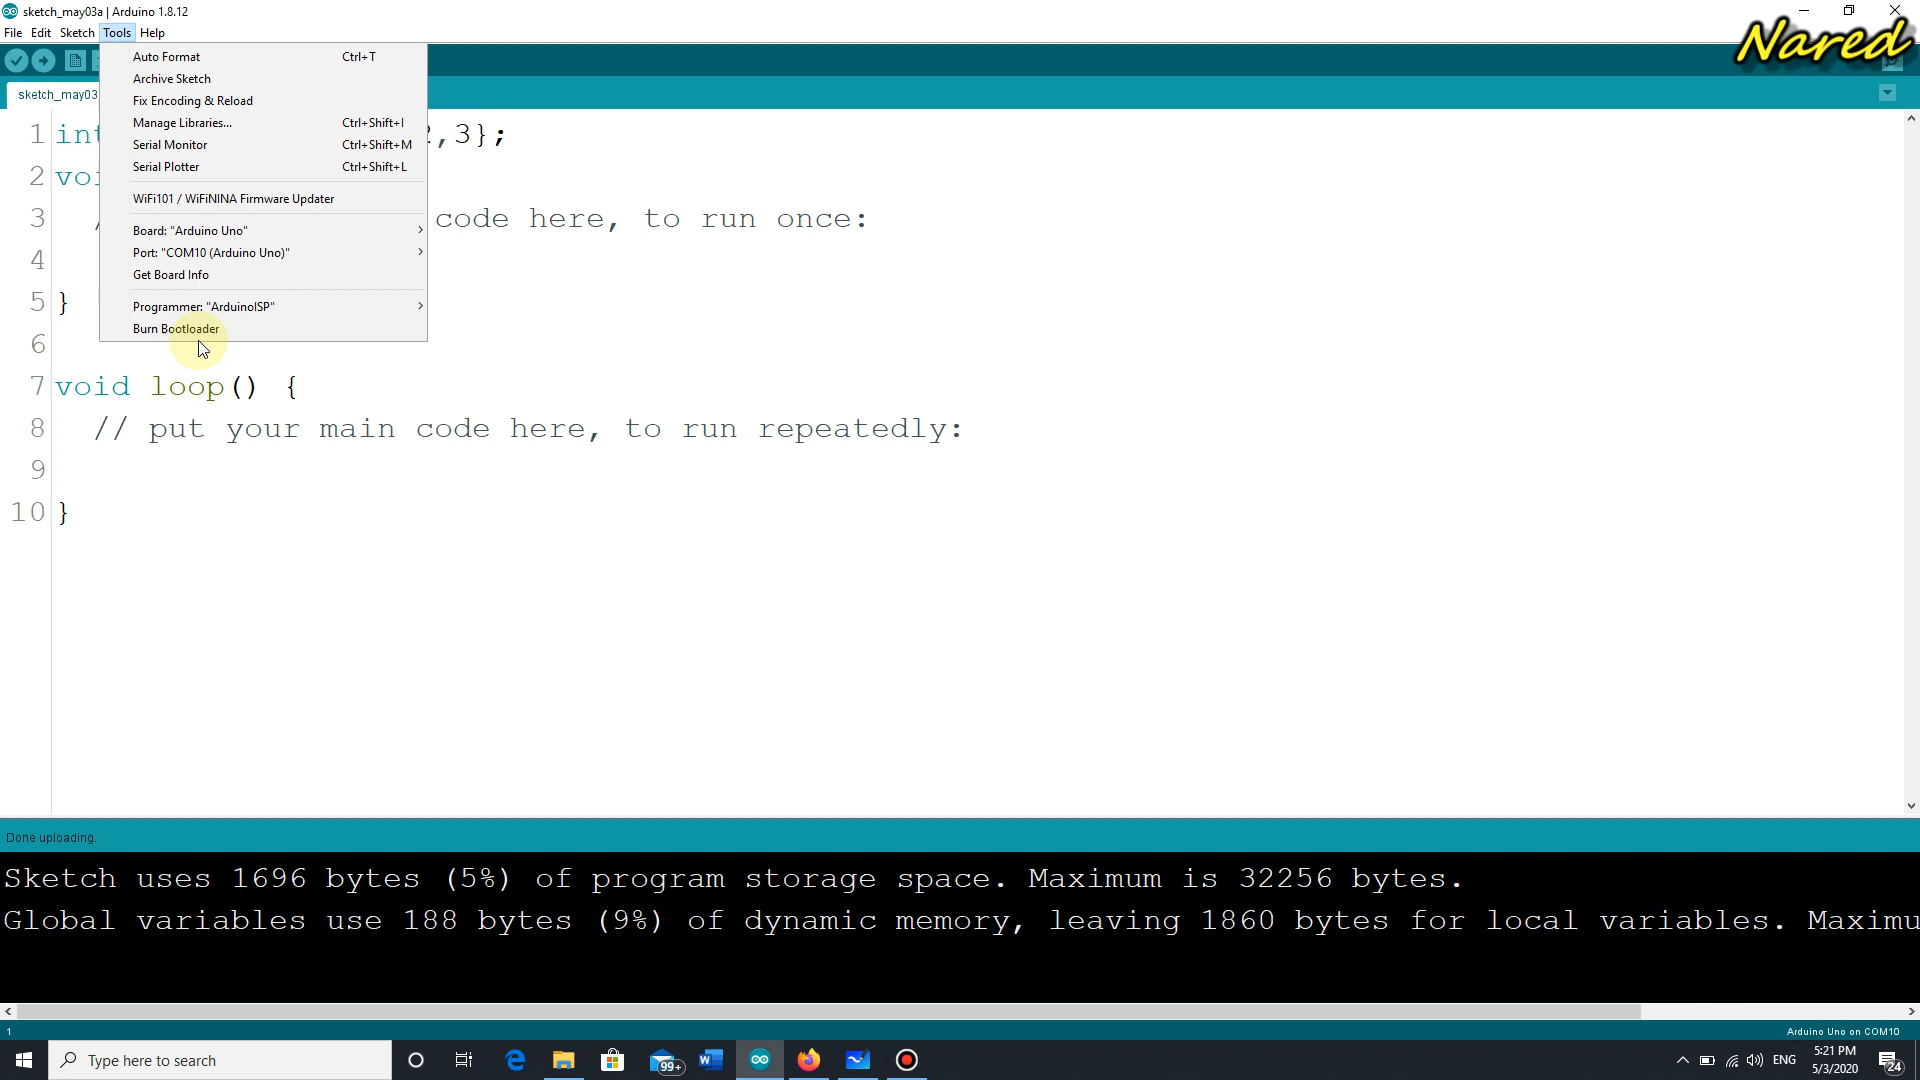 sketch_may03a | Arduino 1.8.12
File Edit Sketch Tools Help
Nared
sketch_may03
Auto Format Ctrl+T
Archive Sketch
Fix Encoding & Reload
Manage Libraries... Ctrl+Shift+I
Serial Monitor Ctrl+Shift+M
Serial Plotter Ctrl+Shift+L
WiFi101 / WiFiNINA Firmware Updater
Board: "Arduino Uno"
Port: "COM10 (Arduino Uno)"
Get Board Info
Programmer: "ArduinoISP"
Burn Bootloader
1 int ,3};
2 voi
3 code here, to run once:
4
5 }
6
7 void loop() {
8 // put your main code here, to run repeatedly:
9
10 }
Done uploading.
Sketch uses 1696 bytes (5%) of program storage space. Maximum is 32256 bytes.
Global variables use 188 bytes (9%) of dynamic memory, leaving 1860 bytes for local variables. Maximu
1 Arduino Uno on COM10
Type here to search
99+
ENG
5:21 PM
5/3/2020
24